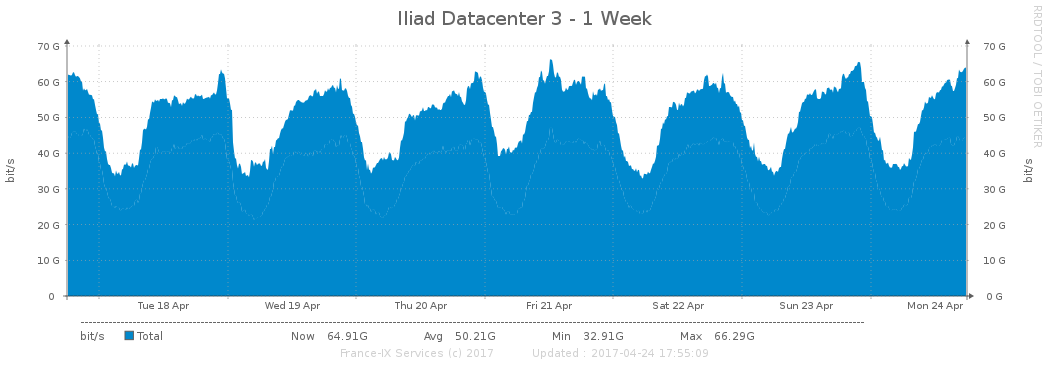 Iliad Datacenter 3 - 1 Week
RRDTOOL / TOBI OETIKER
70 G 70 G
60 G 60 G
50 G 50 G
40 G 40 G
30 G 30 G
20 G 20 G
10 G 10 G
0 0 G
bit/s bit/s
Tue 18 Apr Wed 19 Apr Thu 20 Apr Fri 21 Apr Sat 22 Apr Sun 23 Apr Mon 24 Apr
bit/s Total Now 64.91G Avg 50.21G Min 32.91G Max 66.29G
France-IX Services (c) 2017 Updated : 2017-04-24 17:55:09